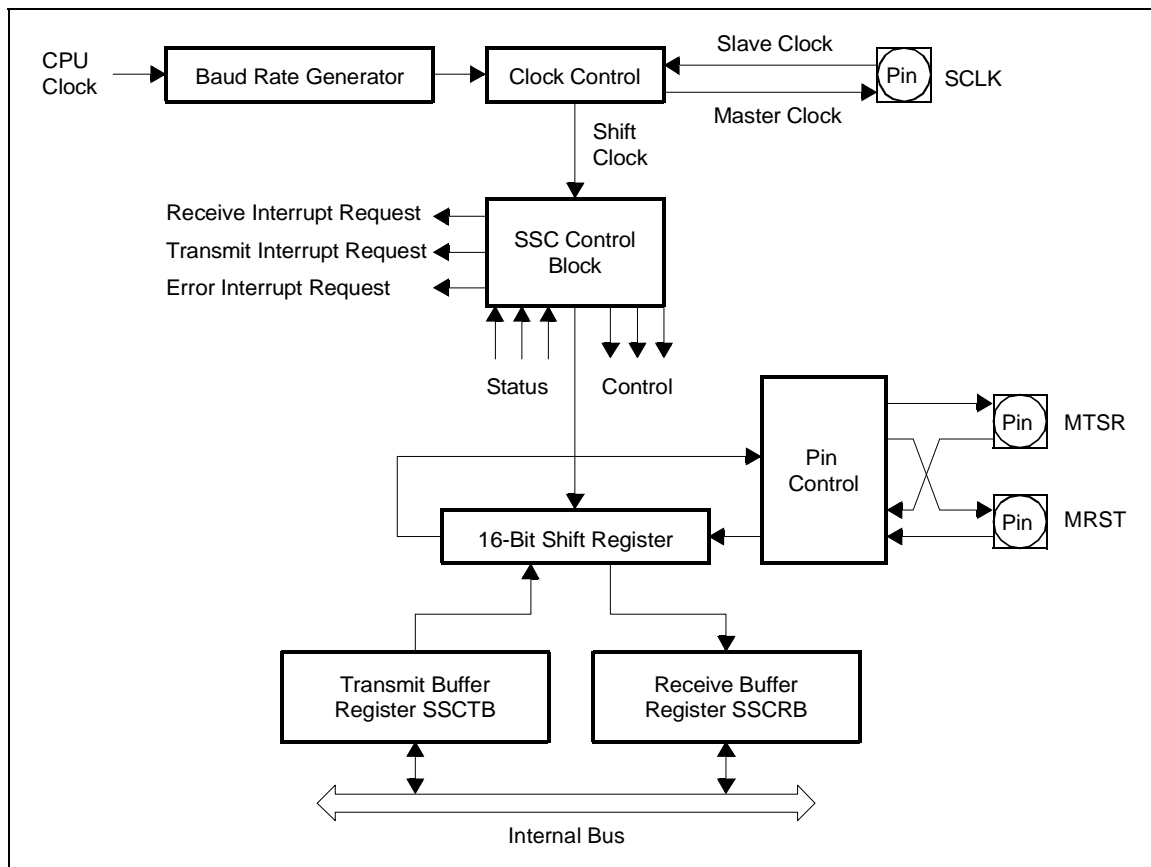 CPU
Clock
Baud Rate Generator
Clock Control
Slave Clock
Master Clock
Pin
SCLK
Shift
Clock
Receive Interrupt Request
Transmit Interrupt Request
Error Interrupt Request
SSC Control
Block
Status
Control
Pin
Control
Pin
MTSR
Pin
MRST
16-Bit Shift Register
Transmit Buffer
Register SSCTB
Receive Buffer
Register SSCRB
Internal Bus